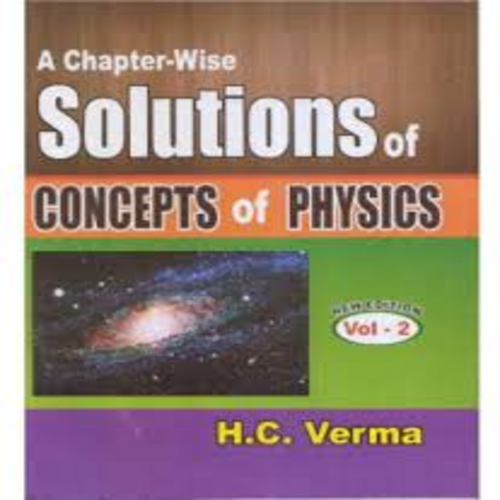 A Chapter-Wise
Solutions of
CONCEPTS of PHYSICS
NEW EDITION
Vol - 2
H.C. Verma